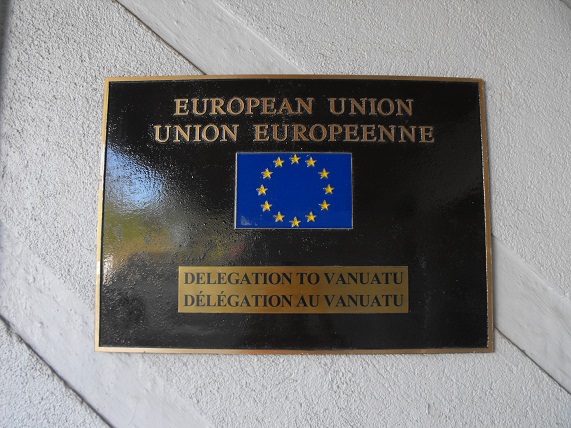 EUROPEAN UNION
UNION EUROPEENNE
DELEGATION TO VANUATU
DÉLÉGATION AU VANUATU